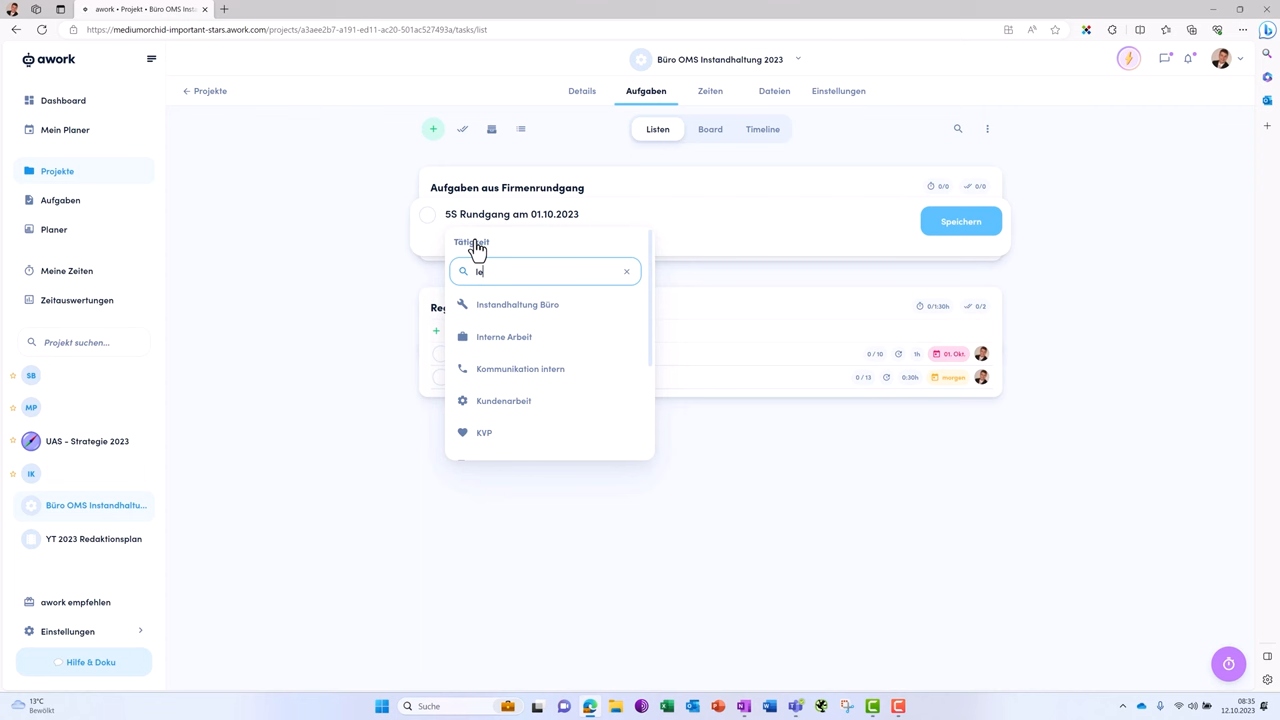 awork • Projekt • Büro OMS Insta
https://mediumorchid-important-stars.awork.com/projects/a3aee2b7-a191-ed11-ac20-501ac527493a/tasks/list
awork
Büro OMS Instandhaltung 2023
Projekte
Details
Aufgaben
Zeiten
Dateien
Einstellungen
Dashboard
Mein Planer
Projekte
Aufgaben
Planer
Meine Zeiten
Zeitauswertungen
Projekt suchen...
SB
MP
UAS - Strategie 2023
IK
Büro OMS Instandhaltu...
YT 2023 Redaktionsplan
awork empfehlen
Einstellungen
Hilfe & Doku
Listen
Board
Timeline
Aufgaben aus Firmenrundgang
0/0
0/0
5S Rundgang am 01.10.2023
Speichern
Tätigkeit
le
Instandhaltung Büro
Interne Arbeit
Kommunikation intern
Kundenarbeit
KVP
Reg
0/1:30h
0/2
0 / 10
1h
01. Okt.
0 / 13
0:30h
morgen
13°C
Bewölkt
Suche
08:35
12.10.2023